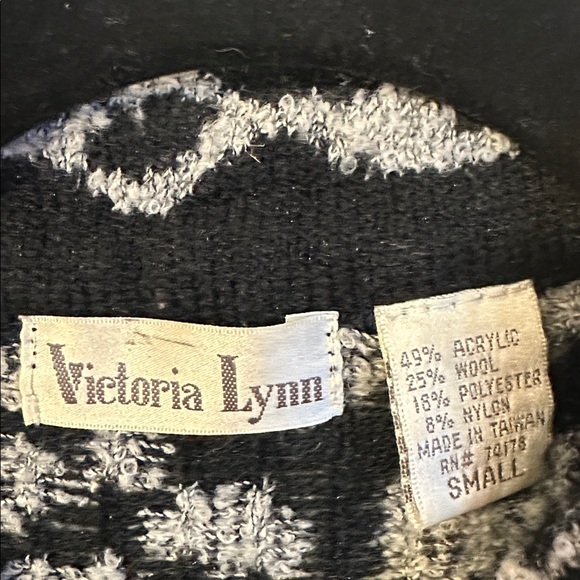 Victoria Lynn
49% ACRYLIC
25% WOOL
18% POLYESTER
8% NYLON
MADE IN TAIWAN
RN# 74178
SMALL